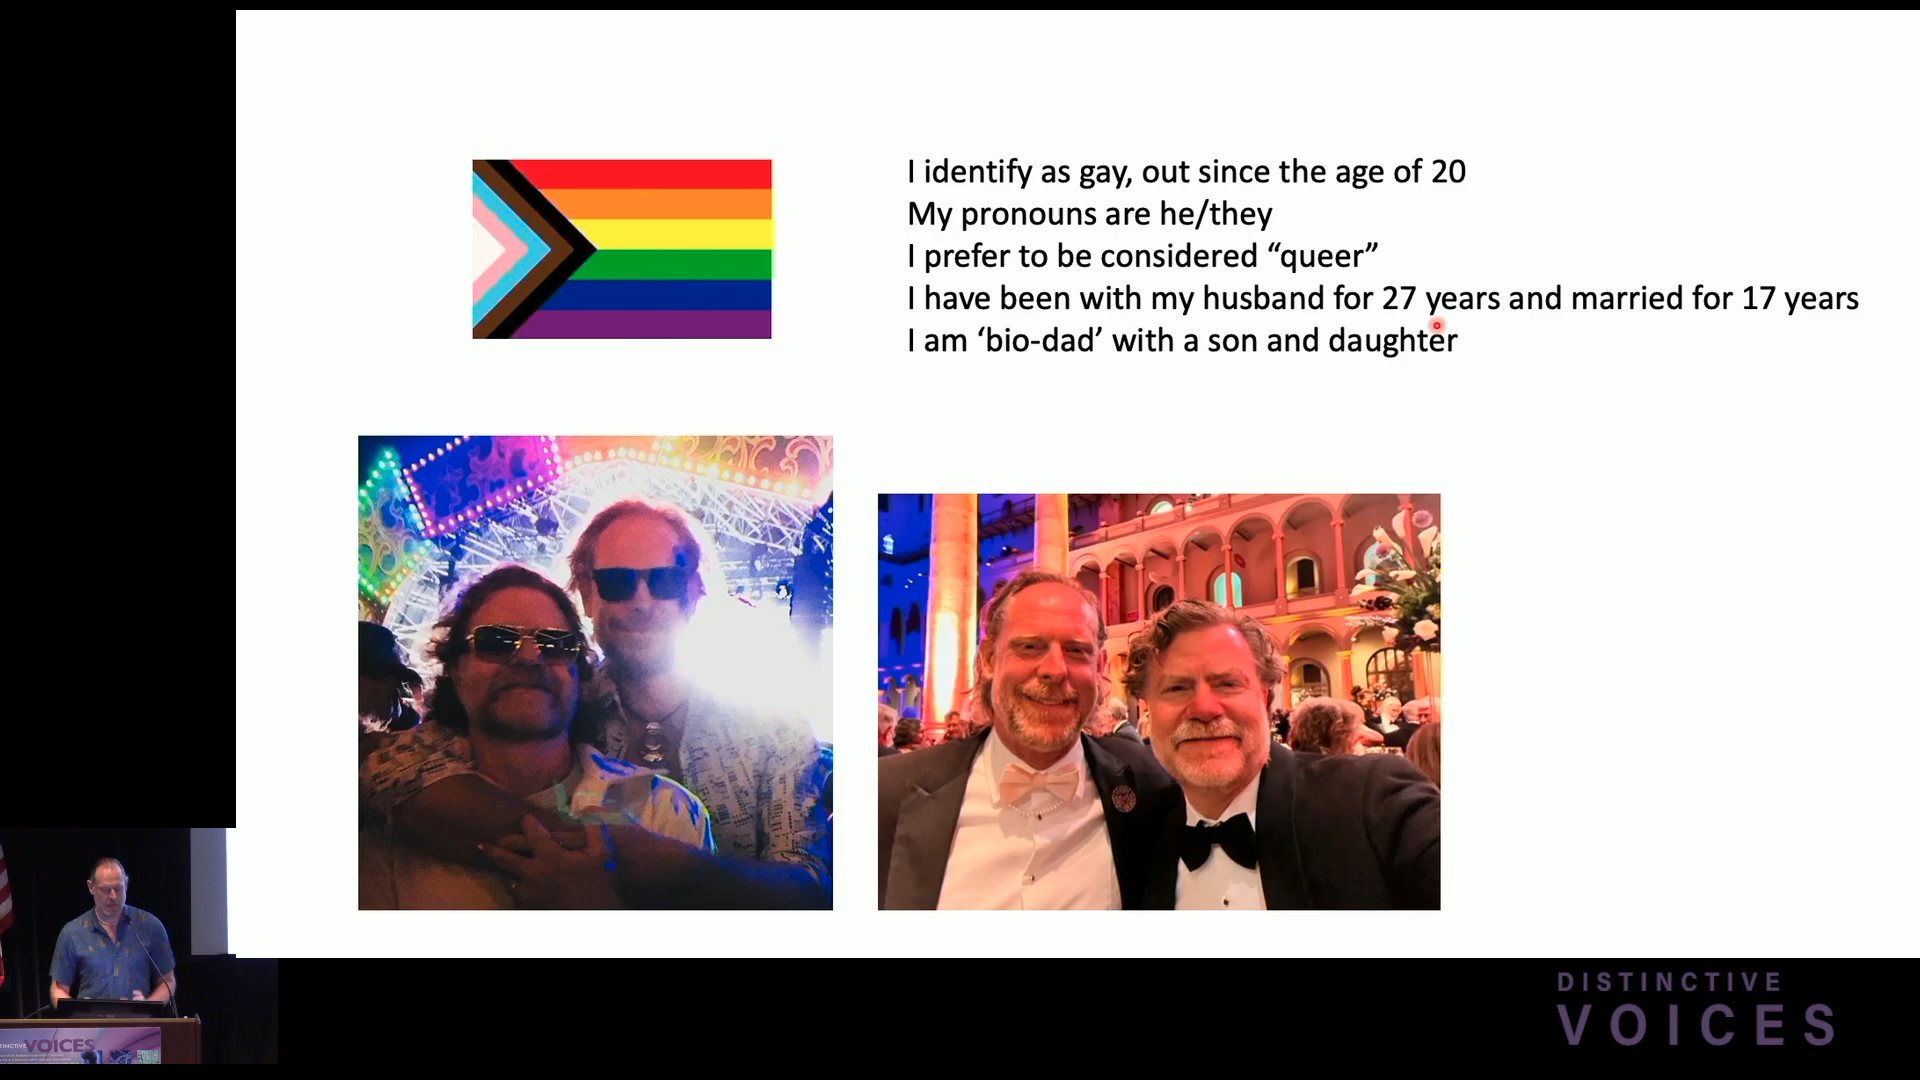 I identify as gay, out since the age of 20
My pronouns are he/they
I prefer to be considered “queer”
I have been with my husband for 27 years and married for 17 years
I am ‘bio-dad’ with a son and daughter
DISTINCTIVE
VOICES
VOICES